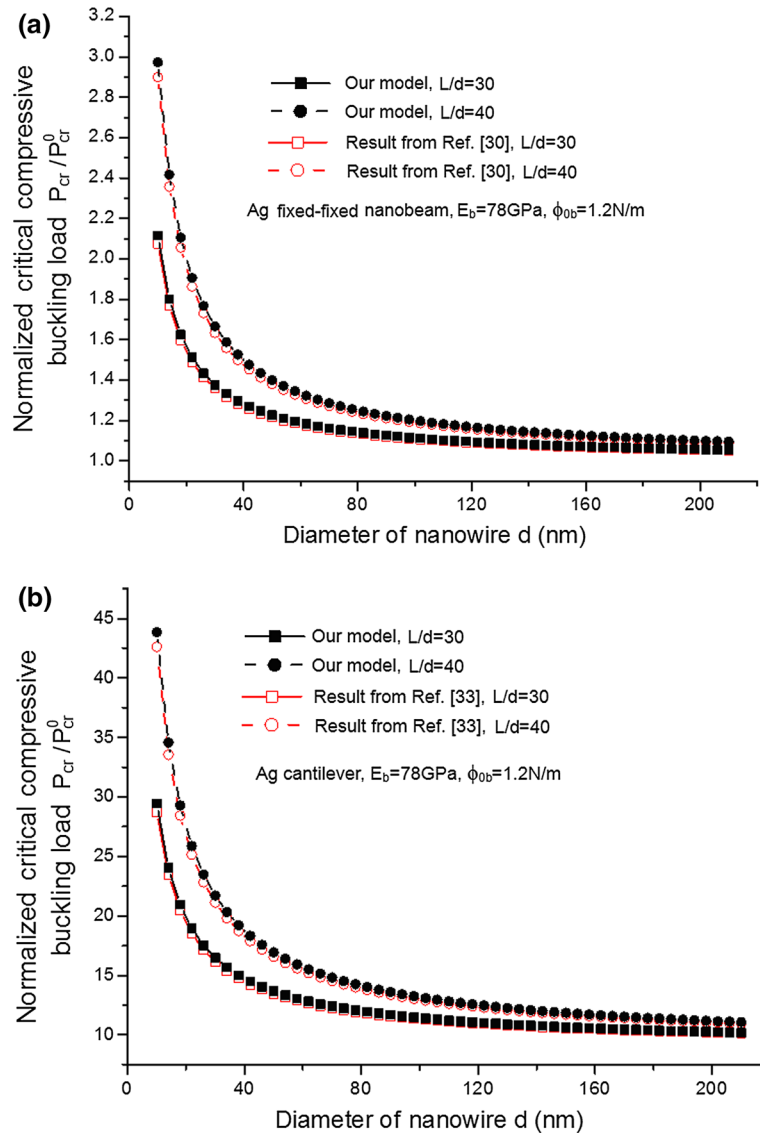 (a)
3.2
3.0
2.8
2.6
2.4
2.2
2.0
1.8
1.6
1.4
1.2
1.0
Normalized critical compressive
buckling load P_cr /P^0_cr
Our model, L/d=30
Our model, L/d=40
Result from Ref. [30], L/d=30
Result from Ref. [30], L/d=40
Ag fixed-fixed nanobeam, E_b=78GPa, ϕ_0b=1.2N/m
0 40 80 120 160 200
Diameter of nanowire d (nm)
(b)
45
40
35
30
25
20
15
10
Normalized critical compressive
buckling load P_cr /P^0_cr
Our model, L/d=30
Our model, L/d=40
Result from Ref. [33], L/d=30
Result from Ref. [33], L/d=40
Ag cantilever, E_b=78GPa, ϕ_0b=1.2N/m
0 40 80 120 160 200
Diameter of nanowire d (nm)